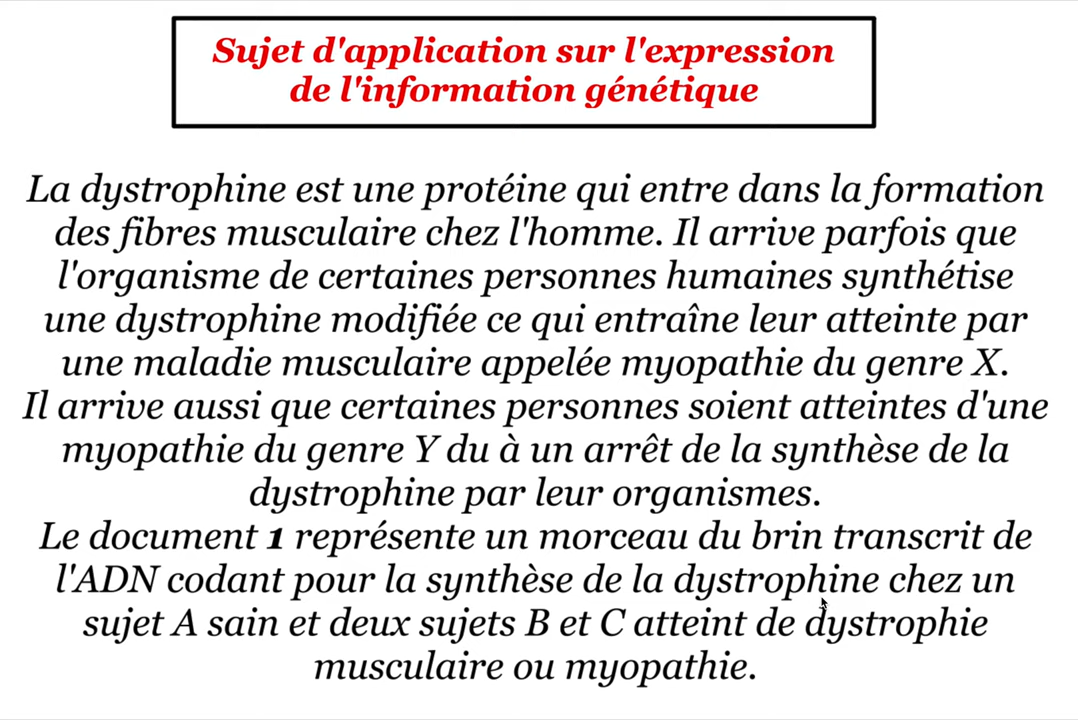 Sujet d'application sur l'expression
de l'information génétique
La dystrophine est une protéine qui entre dans la formation
des fibres musculaire chez l'homme. Il arrive parfois que
l'organisme de certaines personnes humaines synthétise
une dystrophine modifiée ce qui entraîne leur atteinte par
une maladie musculaire appelée myopathie du genre X.
Il arrive aussi que certaines personnes soient atteintes d'une
myopathie du genre Y du à un arrêt de la synthèse de la
dystrophine par leur organismes.
Le document 1 représente un morceau du brin transcrit de
l'ADN codant pour la synthèse de la dystrophine chez un
sujet A sain et deux sujets B et C atteint de dystrophie
musculaire ou myopathie.